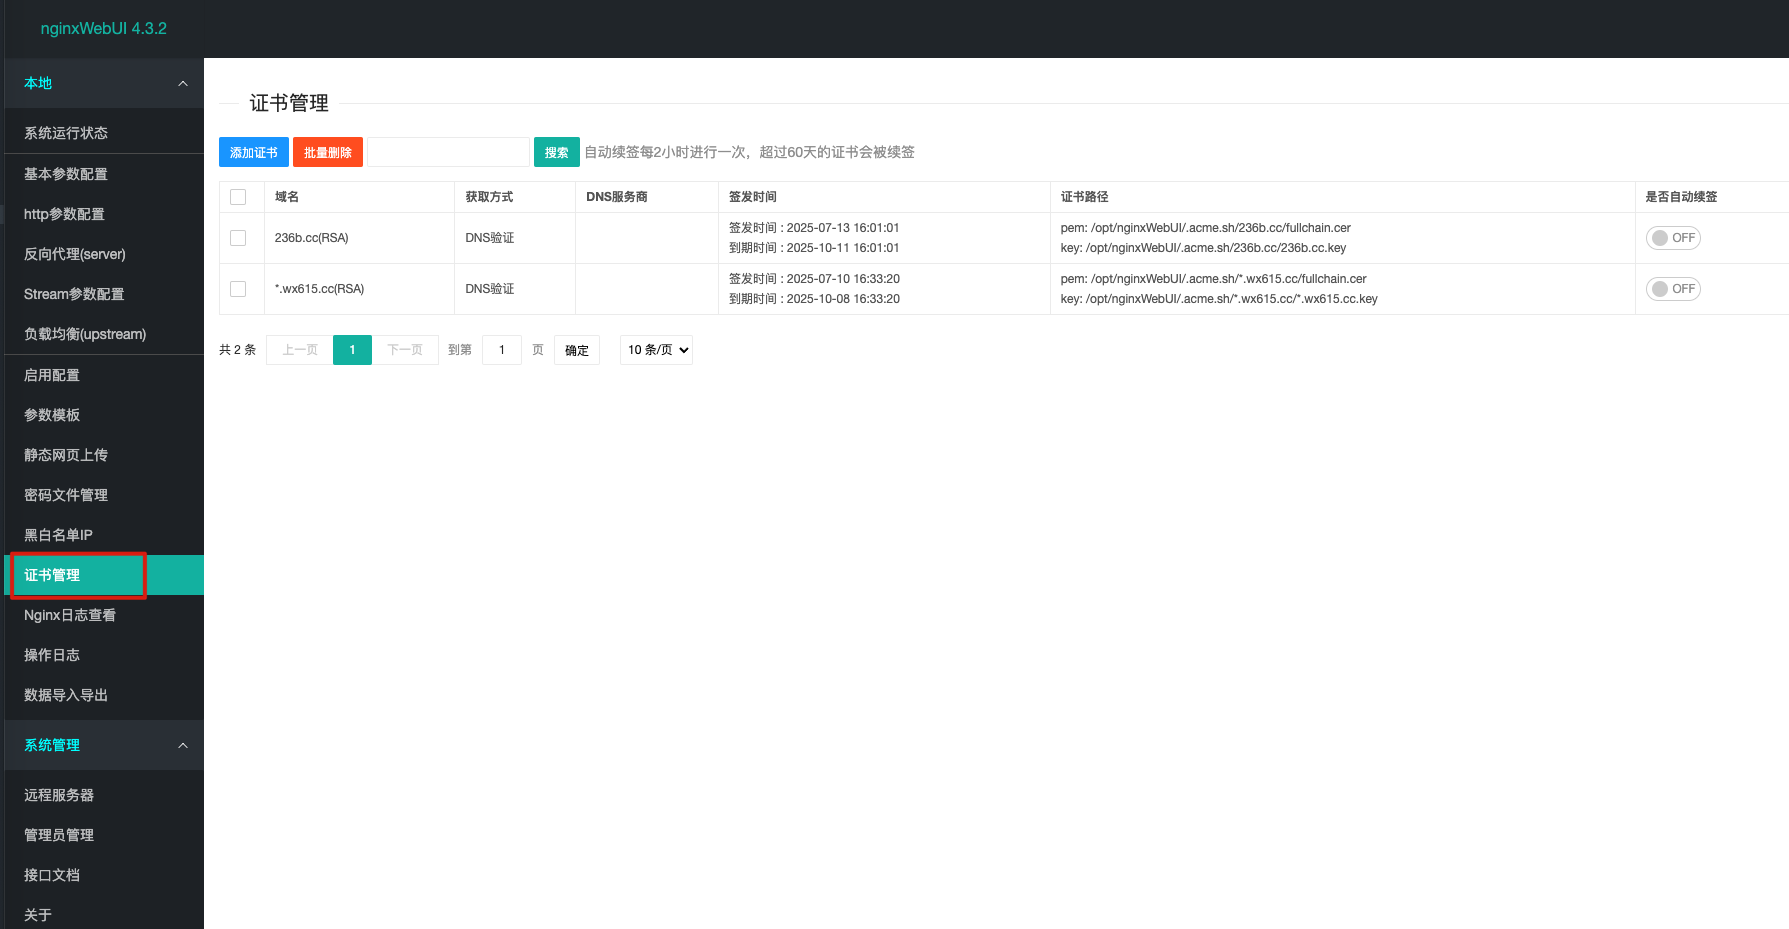 nginxWebUI 4.3.2
本地
系统运行状态
基本参数配置
http参数配置
反向代理(server)
Stream参数配置
负载均衡(upstream)
启用配置
参数模板
静态网页上传
密码文件管理
黑白名单IP
证书管理
Nginx日志查看
操作日志
数据导入导出
系统管理
远程服务器
管理员管理
接口文档
关于
证书管理
添加证书 批量删除 搜索 自动续签每2小时进行一次，超过60天的证书会被续签
域名 获取方式 DNS服务商 签发时间 证书路径 是否自动续签
236b.cc(RSA) DNS验证 签发时间 : 2025-07-13 16:01:01 pem: /opt/nginxWebUI/.acme.sh/236b.cc/fullchain.cer OFF
到期时间 : 2025-10-11 16:01:01 key: /opt/nginxWebUI/.acme.sh/236b.cc/236b.cc.key
*.wx615.cc(RSA) DNS验证 签发时间 : 2025-07-10 16:33:20 pem: /opt/nginxWebUI/.acme.sh/*.wx615.cc/fullchain.cer OFF
到期时间 : 2025-10-08 16:33:20 key: /opt/nginxWebUI/.acme.sh/*.wx615.cc/*.wx615.cc.key
共 2 条 上一页 1 下一页 到第 1 页 确定 10 条/页